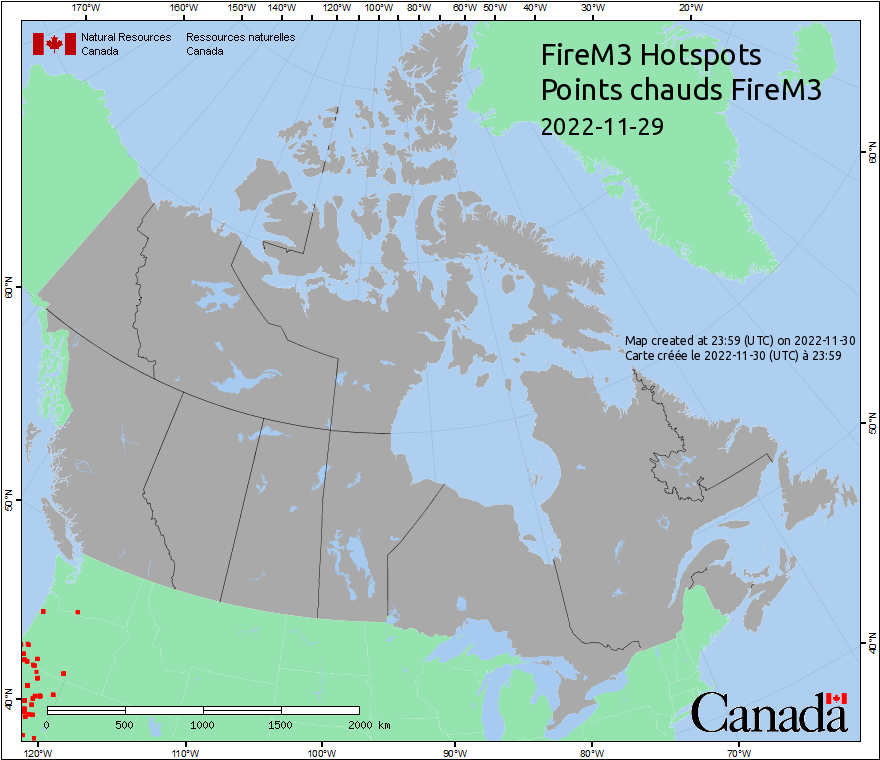 170°W 160°W 150°W 140°W 130°W 120°W 110°W 100°W 90°W 80°W 70°W 60°W 50°W 40°W 30°W 20°W
Natural Resources Canada
Ressources naturelles Canada
FireM3 Hotspots
Points chauds FireM3
2022-11-29
60°N
60°N
Map created at 23:59 (UTC) on 2022-11-30
Carte créée le 2022-11-30 (UTC) à 23:59
50°N
50°N
40°N
40°N
Canada
0 500 1000 1500 2000 km
120°W 110°W 100°W 90°W 80°W 70°W